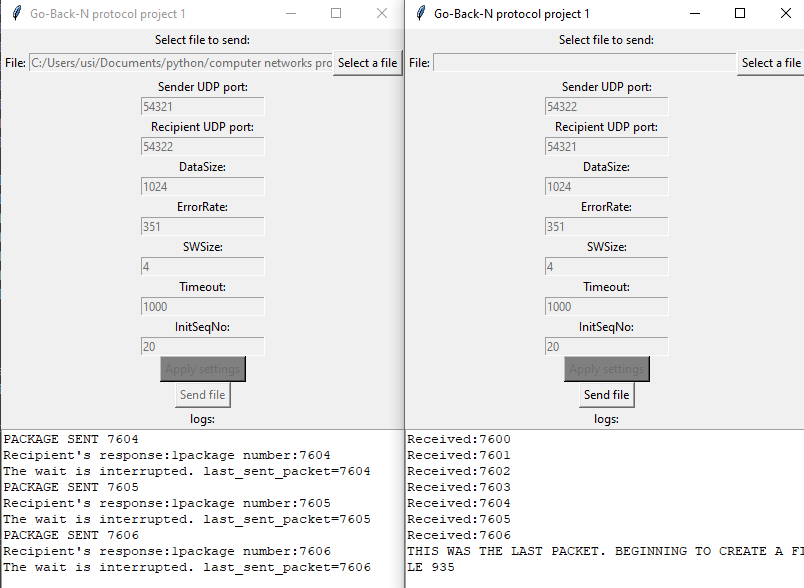 Go-Back-N protocol project 1
Select file to send:
File: C:/Users/usi/Documents/python/computer networks pro Select a file
Sender UDP port:
54321
Recipient UDP port:
54322
DataSize:
1024
ErrorRate:
351
SWSize:
4
Timeout:
1000
InitSeqNo:
20
Apply settings
Send file
logs:
PACKAGE SENT 7604
Recipient's response:1package number:7604
The wait is interrupted. last_sent_packet=7604
PACKAGE SENT 7605
Recipient's response:1package number:7605
The wait is interrupted. last_sent_packet=7605
PACKAGE SENT 7606
Recipient's response:1package number:7606
The wait is interrupted. last_sent_packet=7606
Go-Back-N protocol project 1
Select file to send:
File: Select a file
Sender UDP port:
54322
Recipient UDP port:
54321
DataSize:
1024
ErrorRate:
351
SWSize:
4
Timeout:
1000
InitSeqNo:
20
Apply settings
Send file
logs:
Received:7600
Received:7601
Received:7602
Received:7603
Received:7604
Received:7605
Received:7606
THIS WAS THE LAST PACKET. BEGINNING TO CREATE A FI
LE 935